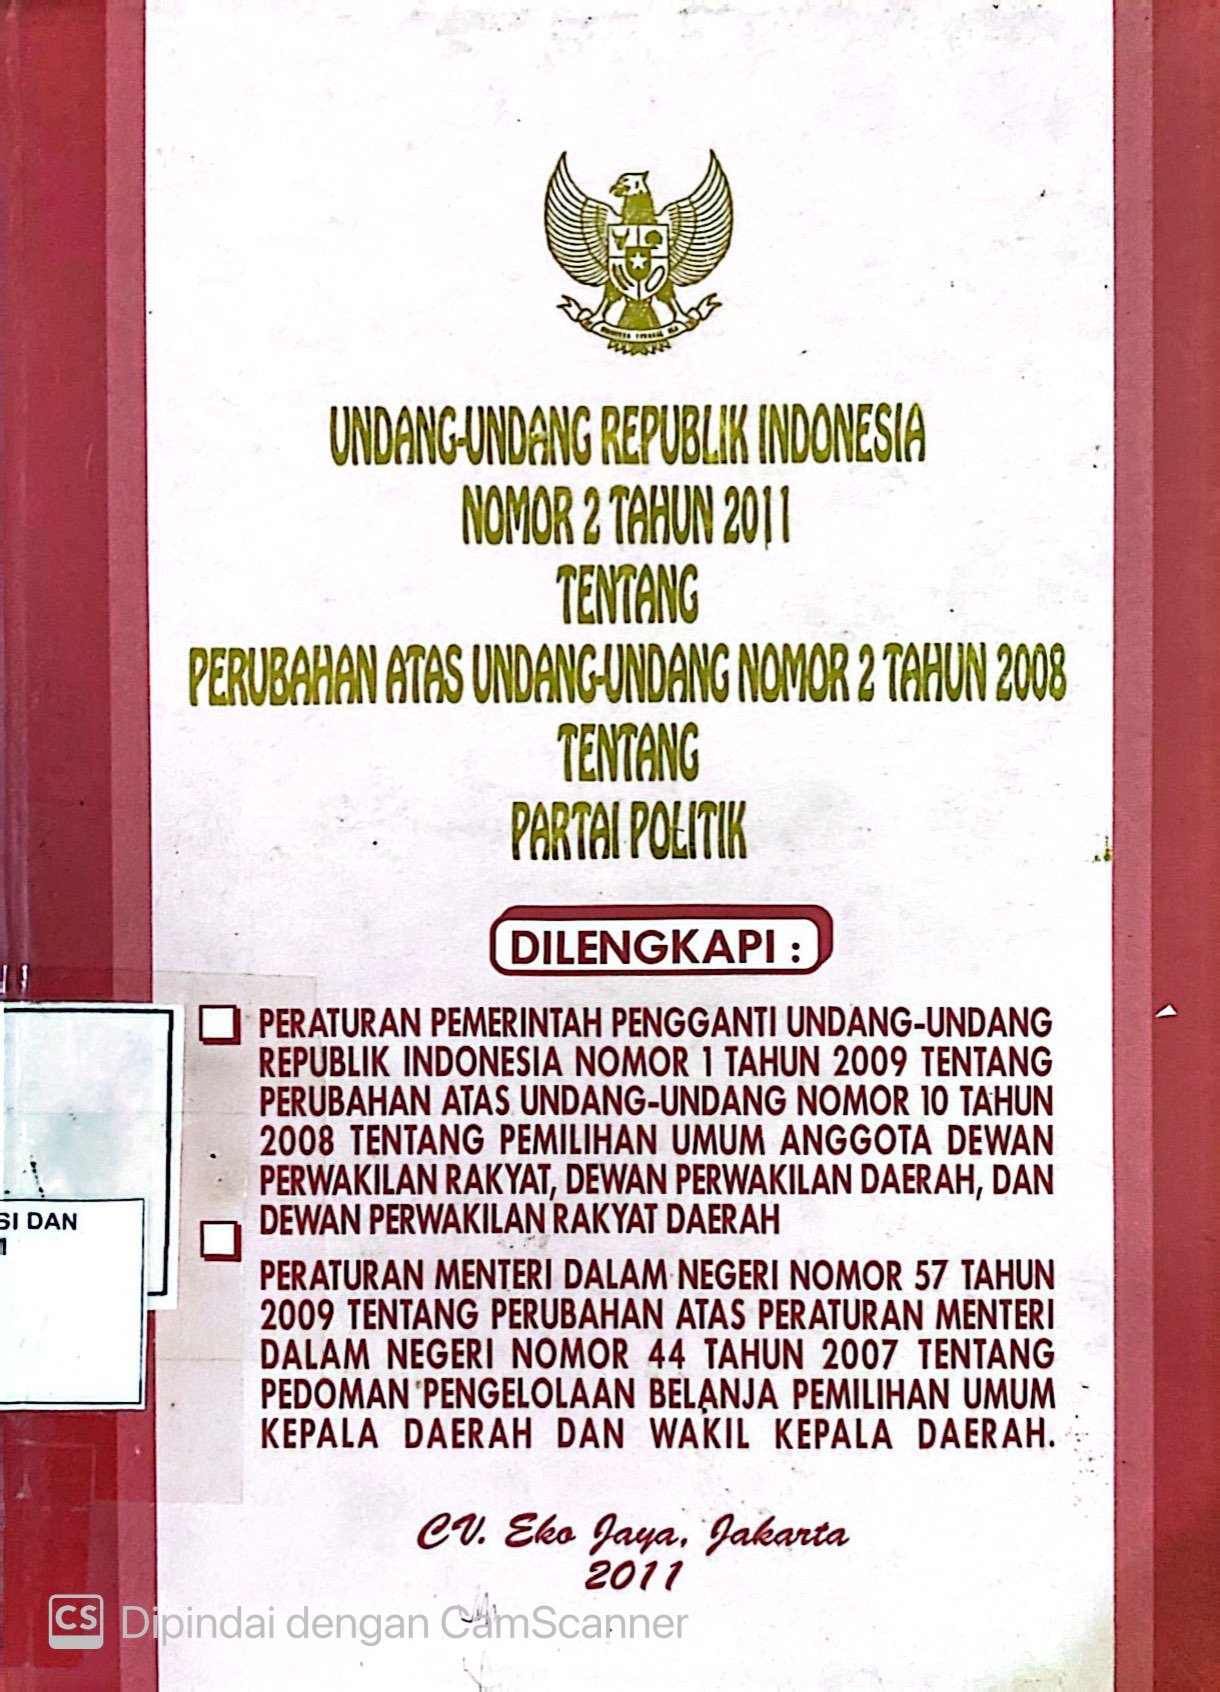 UNDANG-UNDANG REPUBLIK INDONESIA
NOMOR 2 TAHUN 2011
TENTANG
PERUBAHAN ATAS UNDANG-UNDANG NOMOR 2 TAHUN 2008
TENTANG
PARTAI POLITIK
DILENGKAPI :
PERATURAN PEMERINTAH PENGGANTI UNDANG-UNDANG
REPUBLIK INDONESIA NOMOR 1 TAHUN 2009 TENTANG
PERUBAHAN ATAS UNDANG-UNDANG NOMOR 10 TAHUN
2008 TENTANG PEMILIHAN UMUM ANGGOTA DEWAN
PERWAKILAN RAKYAT, DEWAN PERWAKILAN DAERAH, DAN
DEWAN PERWAKILAN RAKYAT DAERAH
PERATURAN MENTERI DALAM NEGERI NOMOR 57 TAHUN
2009 TENTANG PERUBAHAN ATAS PERATURAN MENTERI
DALAM NEGERI NOMOR 44 TAHUN 2007 TENTANG
PEDOMAN PENGELOLAAN BELANJA PEMILIHAN UMUM
KEPALA DAERAH DAN WAKIL KEPALA DAERAH.
SI DAN
1
CV. Eko Jaya, Jakarta
2011
CS Dipindai dengan CamScanner